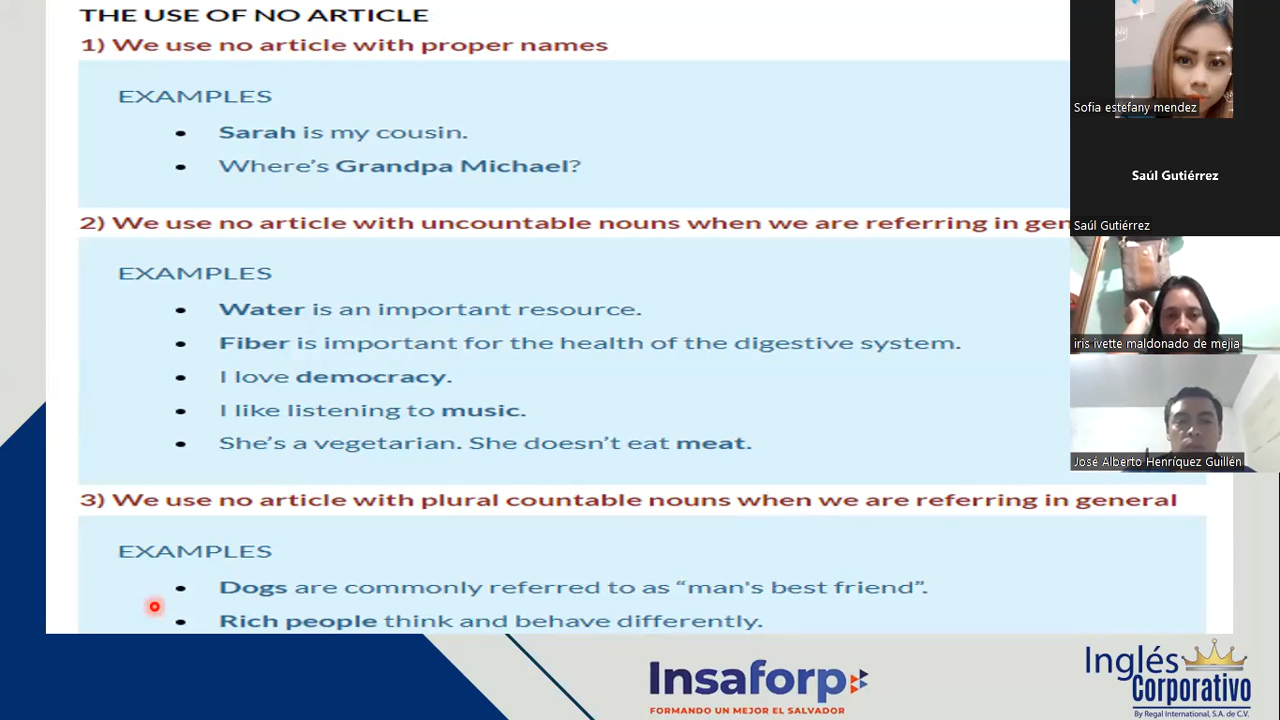 THE USE OF NO ARTICLE
1) We use no article with proper names
EXAMPLES
• Sarah is my cousin.
• Where's Grandpa Michael?
2) We use no article with uncountable nouns when we are referring in gen
EXAMPLES
• Water is an important resource.
• Fiber is important for the health of the digestive system.
• I love democracy.
• I like listening to music.
• She's a vegetarian. She doesn't eat meat.
3) We use no article with plural countable nouns when we are referring in general
EXAMPLES
• Dogs are commonly referred to as “man's best friend”.
• Rich people think and behave differently.
Sofia estefany mendez
Saúl Gutiérrez
Saúl Gutiérrez
iris ivette maldonado de mejia
José Alberto Henríquez Guillén
Insaforp
FORMANDO UN MEJOR EL SALVADOR
Inglés
Corporativo
By Regal International, S.A. de C.V.